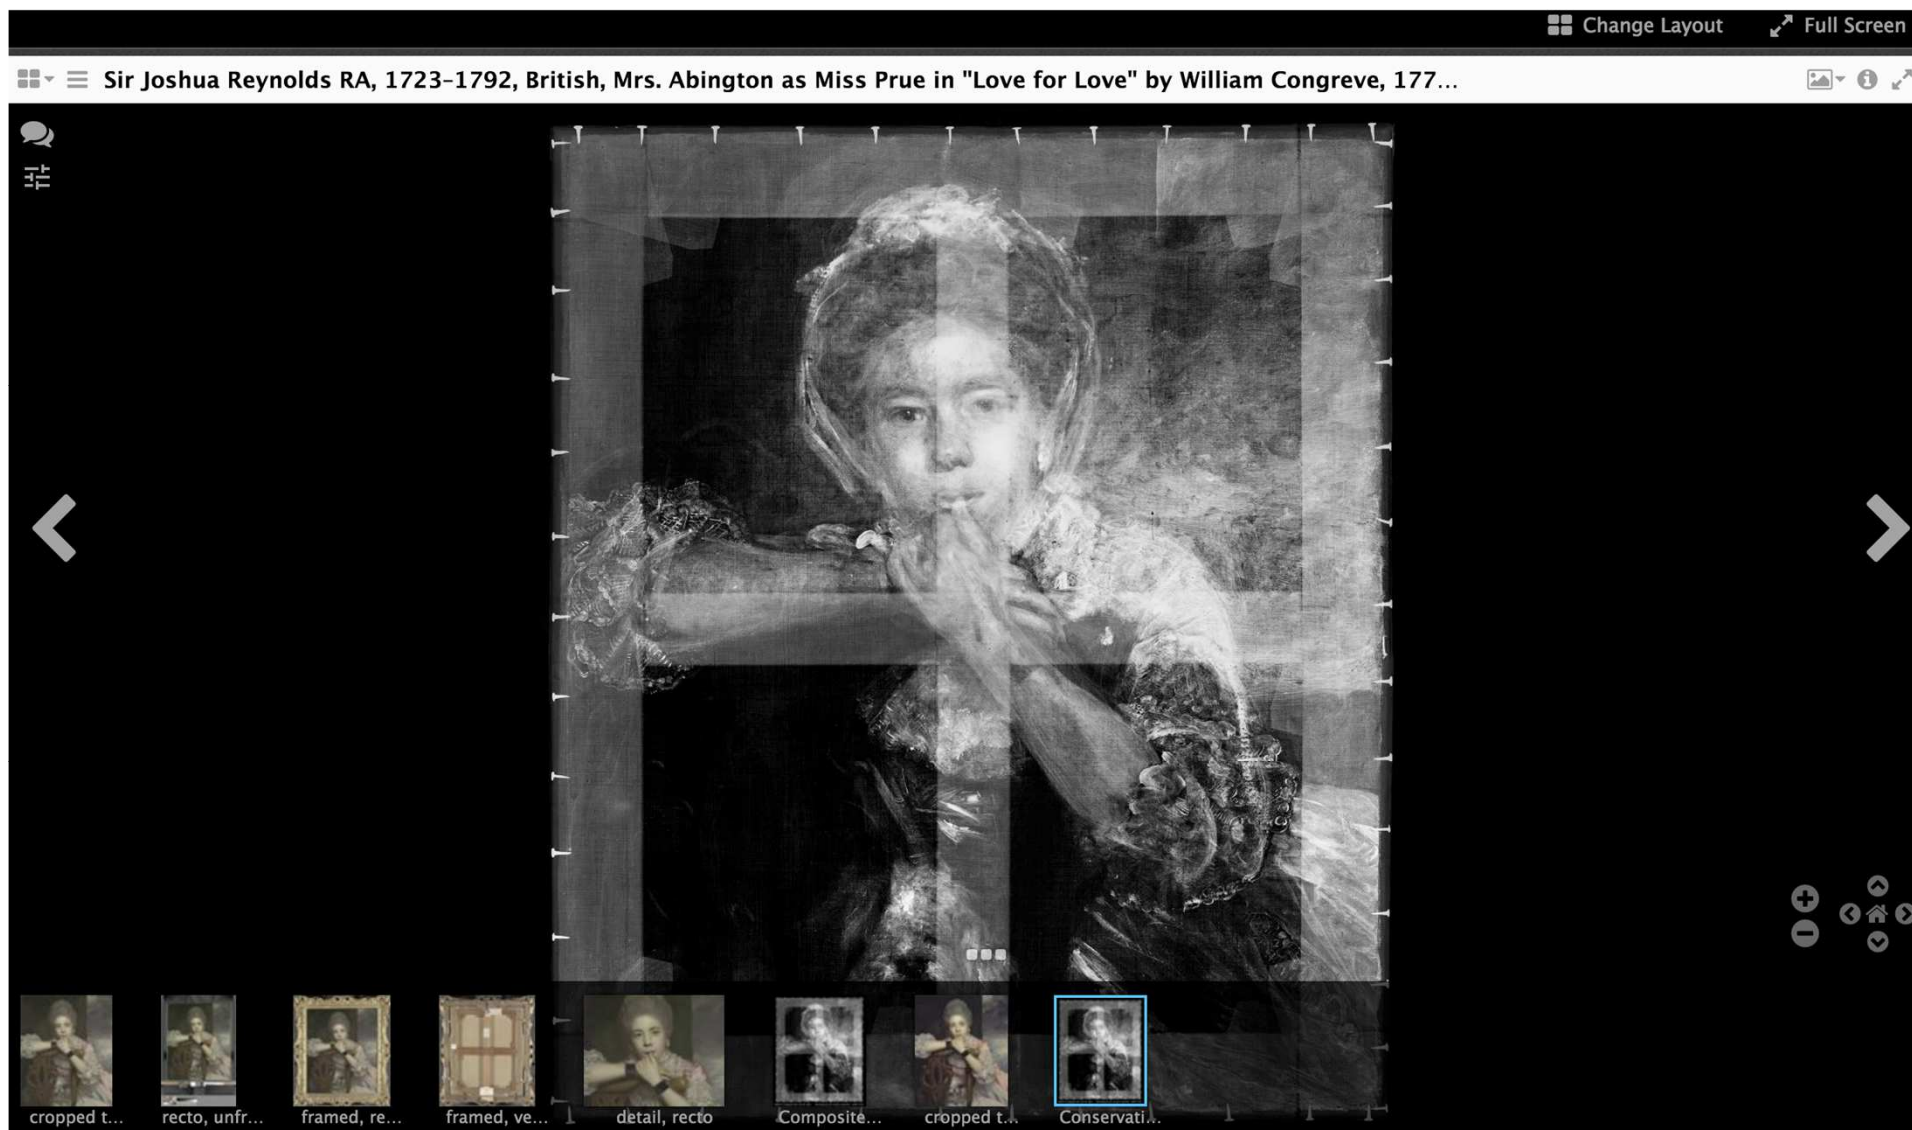 Change Layout
Full Screen
Sir Joshua Reynolds RA, 1723–1792, British, Mrs. Abington as Miss Prue in "Love for Love" by William Congreve, 177...
cropped t...
recto, unfr...
framed, re...
framed, ve...
detail, recto
Composite...
cropped t...
Conservati...